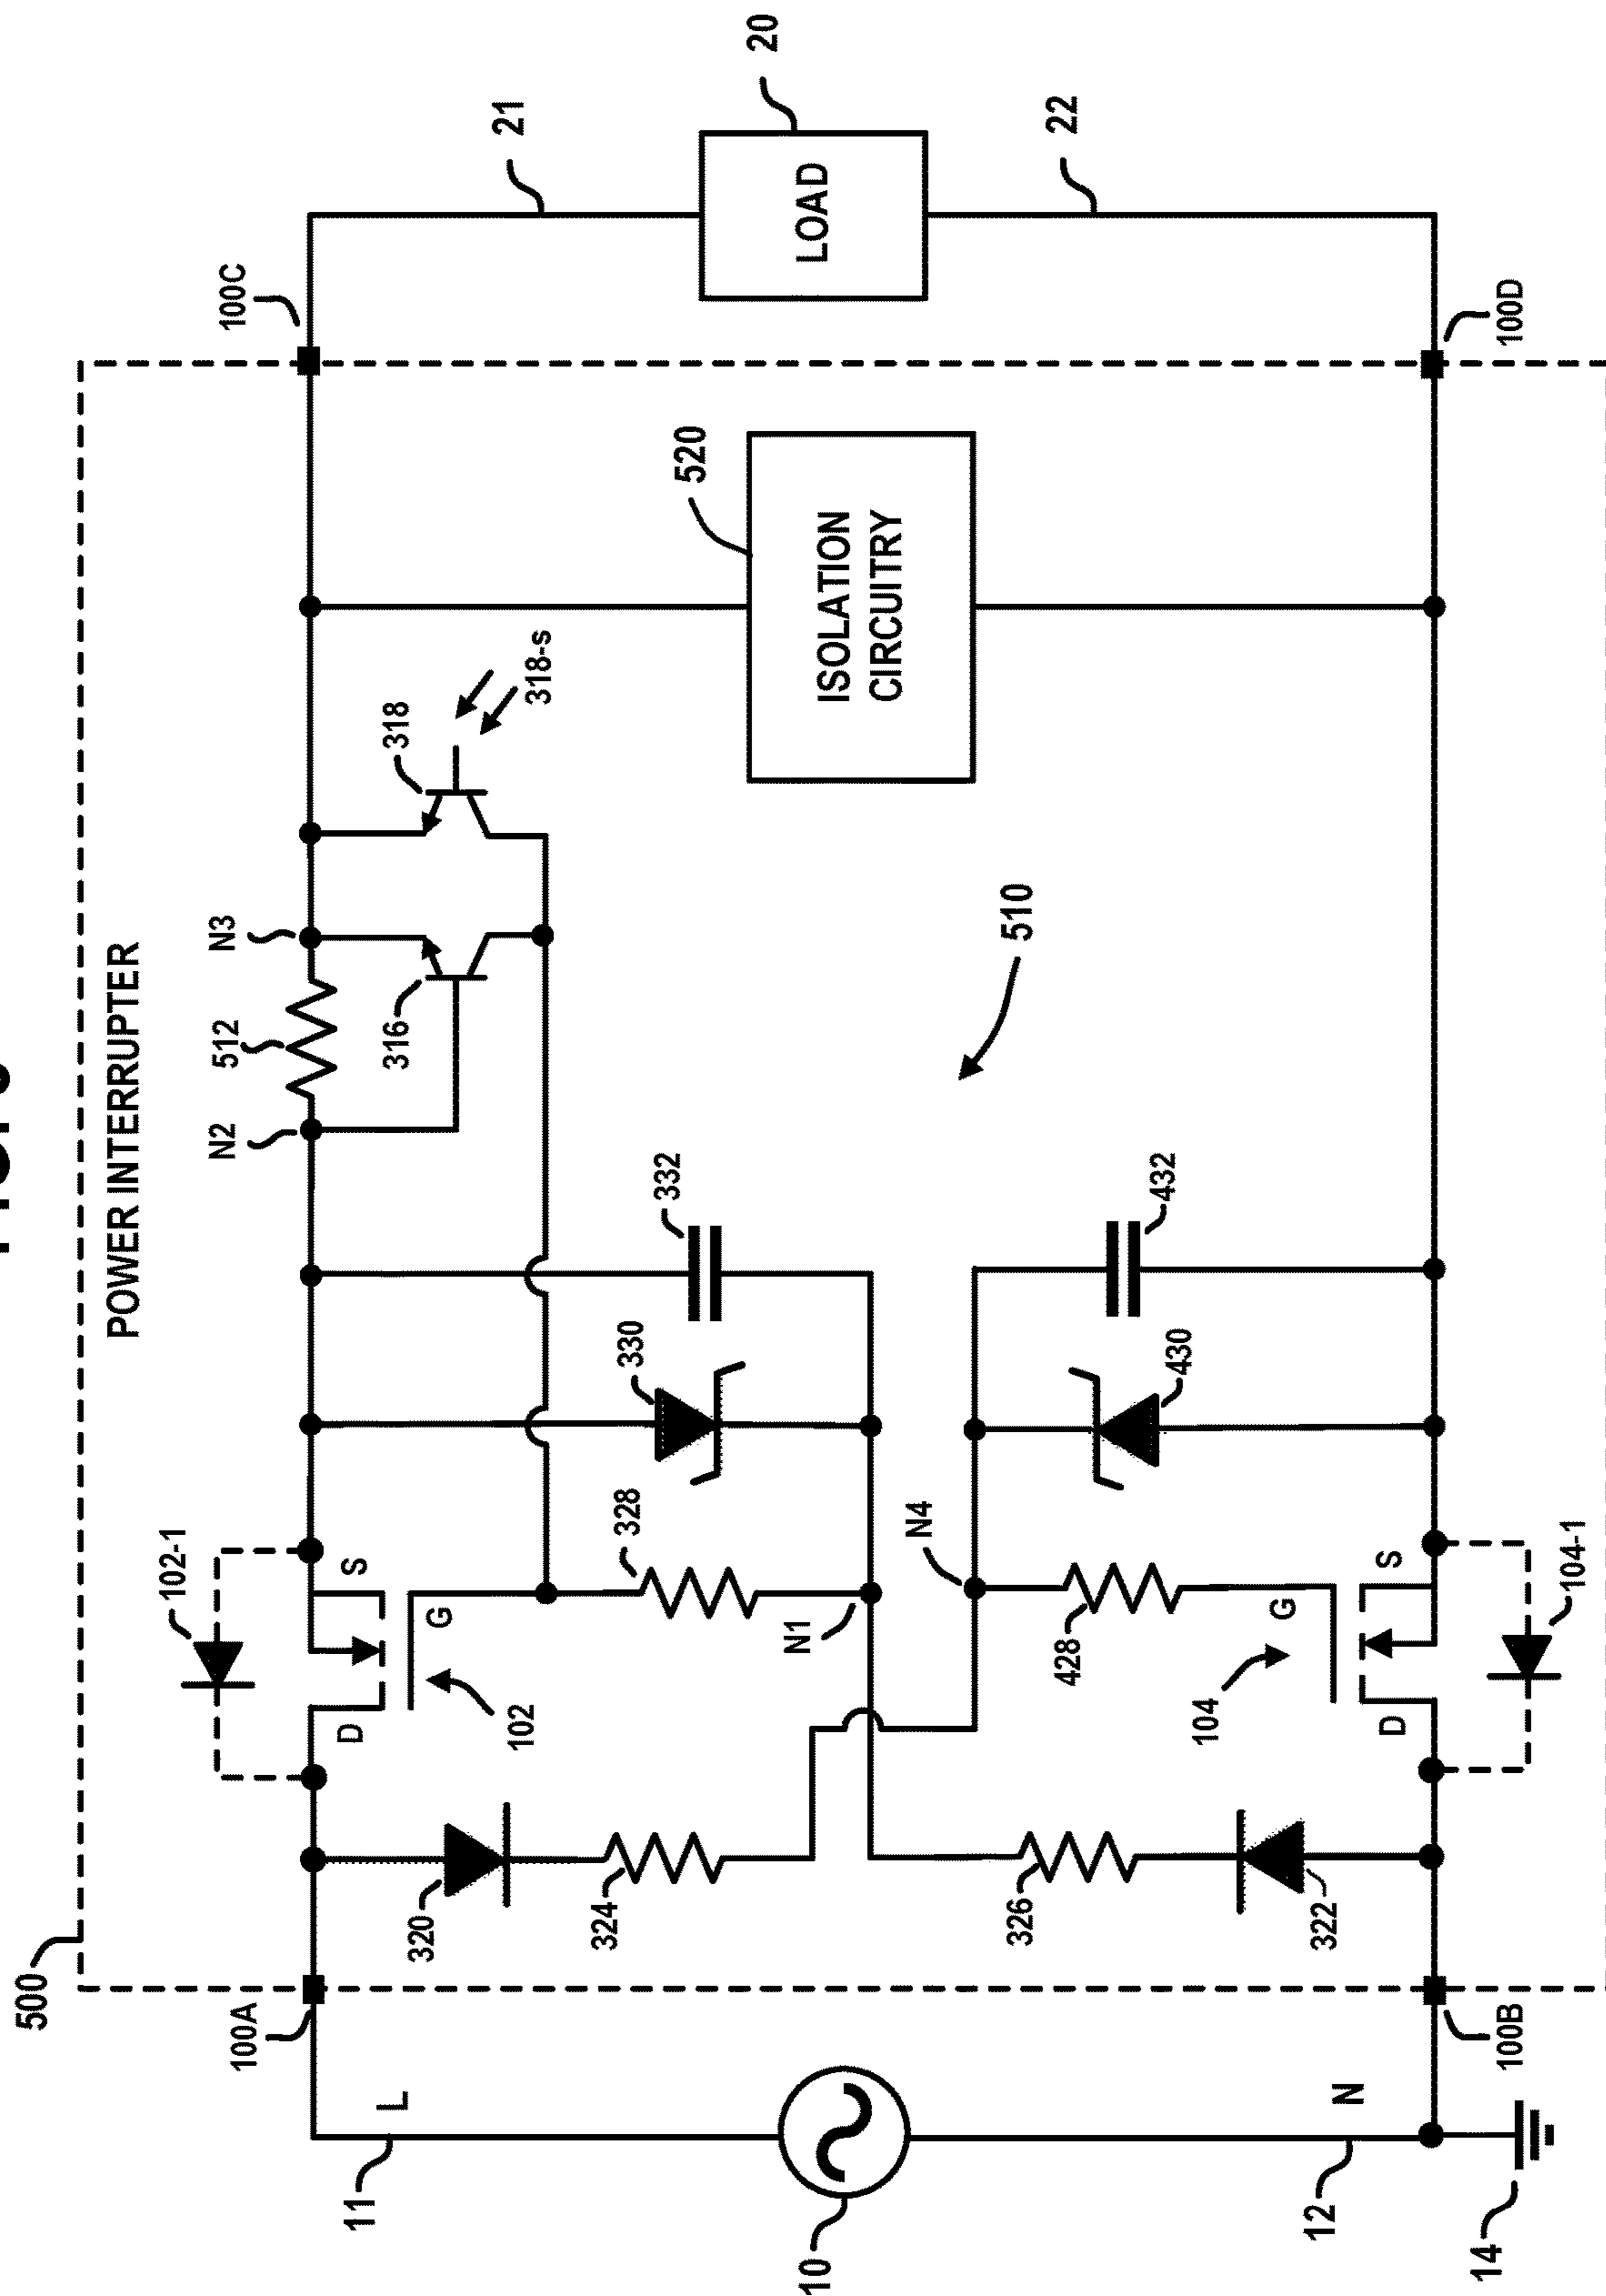 500
POWER INTERRUPTER
102-1
N2
512
N3
100C
21
100A
D
S
G
102
316
318
318-s
L
11
320
324
328
330
332
N1
520
ISOLATION
CIRCUITRY
LOAD
20
10
N4
510
326
322
428
430
432
104
G
D
S
104-1
22
N
12
14
100B
100D